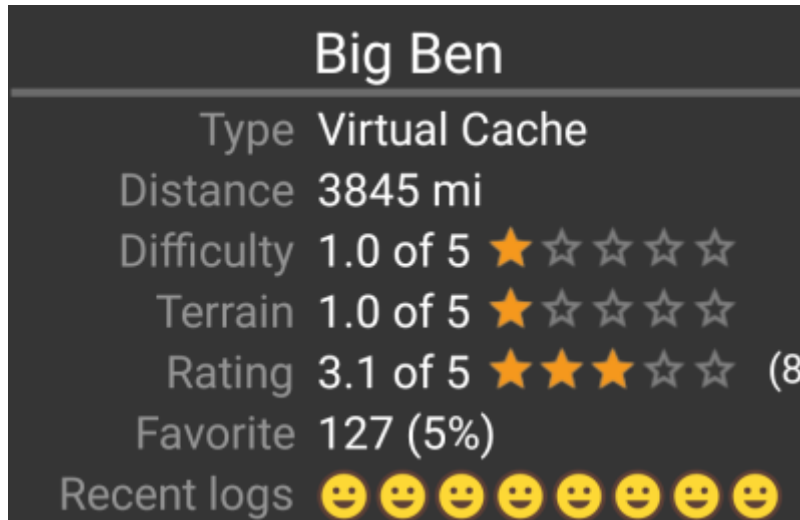 Big Ben
Type Virtual Cache
Distance 3845 mi
Difficulty 1.0 of 5
Terrain 1.0 of 5
Rating 3.1 of 5 (8
Favorite 127 (5%)
Recent logs